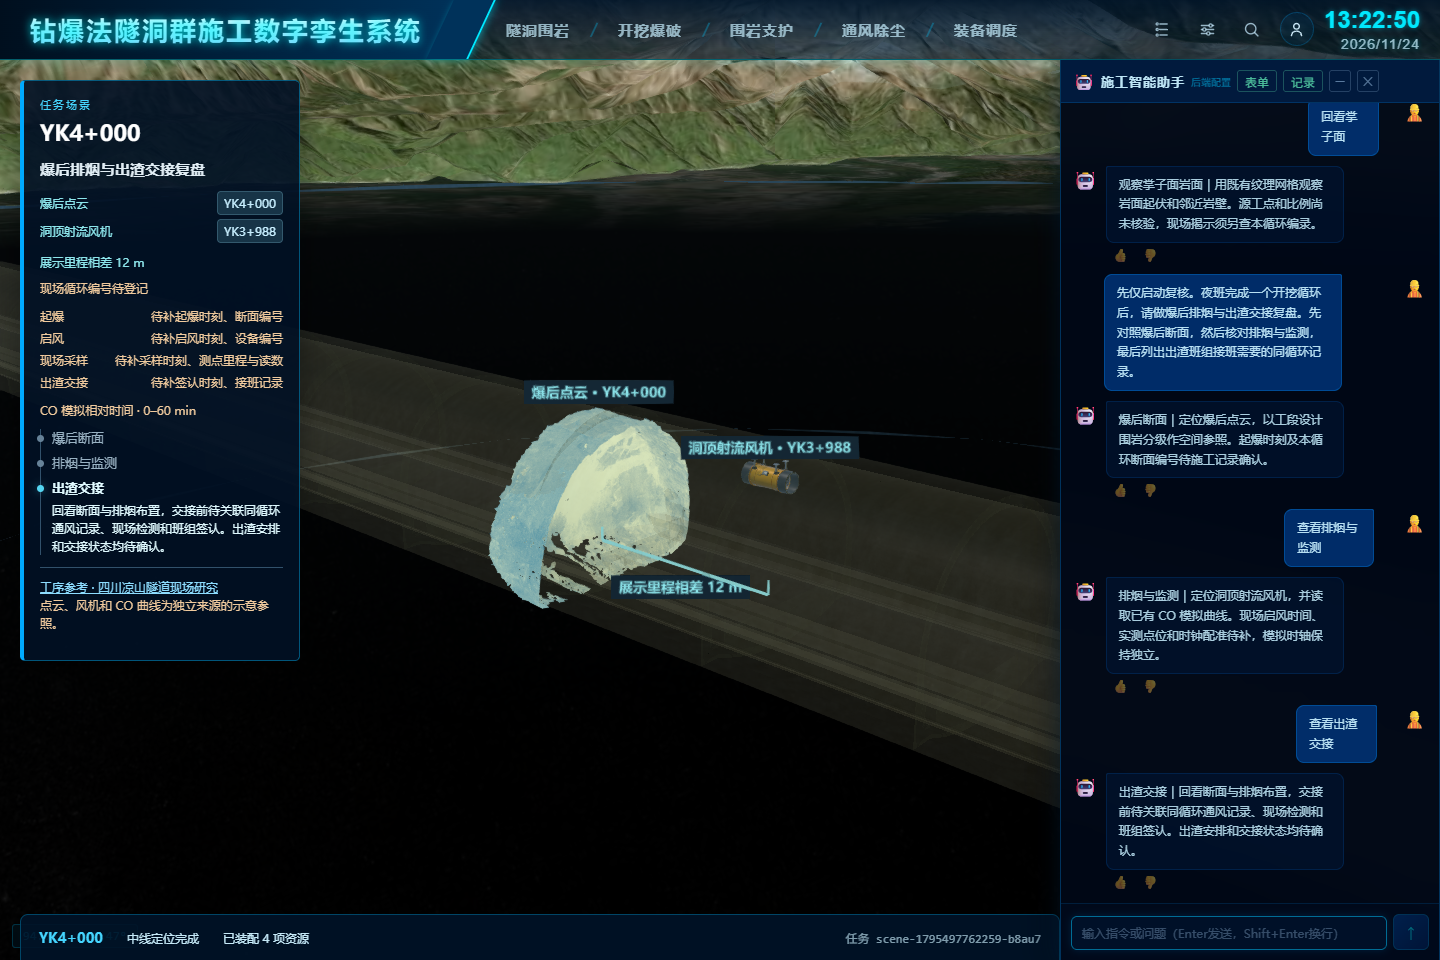 钻爆法隧洞群施工数字孪生系统
隧洞围岩 / 开挖爆破 / 围岩支护 / 通风除尘 / 装备调度
13:22:50
2026/11/24
任务场景
YK4+000
爆后排烟与出渣交接复盘
爆后点云 YK4+000
洞顶射流风机 YK3+988
展示里程相差 12 m
现场循环编号待登记
起爆 待补起爆时刻、断面编号
启风 待补启风时刻、设备编号
现场采样 待补采样时刻、测点里程与读数
出渣交接 待补签认时刻、接班记录
CO 模拟相对时间 · 0–60 min
爆后断面
排烟与监测
出渣交接
回看断面与排烟布置，交接前待关联同循环
通风记录、现场检测和班组签认。出渣安排
和交接状态均待确认。
工序参考 · 四川凉山隧道现场研究
点云、风机和 CO 曲线为独立来源的示意参
照。
爆后点云 • YK4+000
洞顶射流风机 • YK3+988
展示里程相差 12 m
施工智能助手 后端配置 表单 记录
回看掌
子面
观察掌子面岩面 | 用既有纹理网格观察
岩面起伏和邻近岩壁。源工点和比例尚
未核验，现场揭示须另查本循环编录。
先仅启动复核。夜班完成一个开挖循环
后，请做爆后排烟与出渣交接复盘。先
对照爆后断面，然后核对排烟与监测，
最后列出出渣班组接班需要的同循环记
录。
爆后断面 | 定位爆后点云，以工段设计
围岩分级作空间参照。起爆时刻及本循
环断面编号待施工记录确认。
查看排烟与
监测
排烟与监测 | 定位洞顶射流风机，并读
取已有 CO 模拟曲线。现场启风时间、
实测点位和时钟配准待补，模拟时轴保
持独立。
查看出渣
交接
出渣交接 | 回看断面与排烟布置，交接
前待关联同循环通风记录、现场检测和
班组签认。出渣安排和交接状态均待确
认。
输入指令或问题（Enter发送，Shift+Enter换行）
YK4+000 中线定位完成 已装配 4 项资源 任务 scene-1795497762259-b8au7